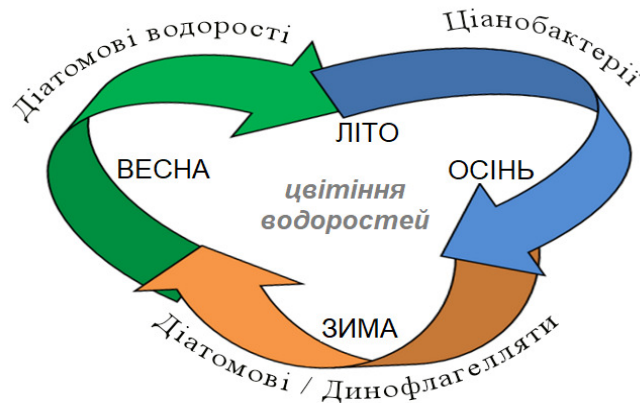 Діатомові водорості
Ціанобактерії
ЛІТО
ВЕСНА
ОСІНЬ
цвітіння
водоростей
ЗИМА
Діатомові / Динофлагелляти